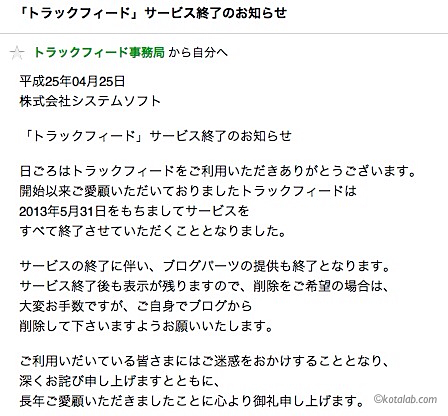 「トラックフィード」サービス終了のお知らせ
トラックフィード事務局 から自分へ
平成25年04月25日
株式会社システムソフト
「トラックフィード」サービス終了のお知らせ
日ごろはトラックフィードをご利用いただきありがとうございます。
開始以来ご愛顧いただいておりましたトラックフィードは
2013年5月31日をもちましてサービスを
すべて終了させていただくこととなりました。
サービスの終了に伴い、ブログパーツの提供も終了となります。
サービス終了後も表示が残りますので、削除をご希望の場合は、
大変お手数ですが、ご自身でブログから
削除して下さいますようお願いいたします。
ご利用いだいている皆さまにはご迷惑をおかけすることとなり、
深くお詫び申し上げますとともに、
長年ご愛顧いただきましたことに心より御礼申し上げます。
©kotalab.com